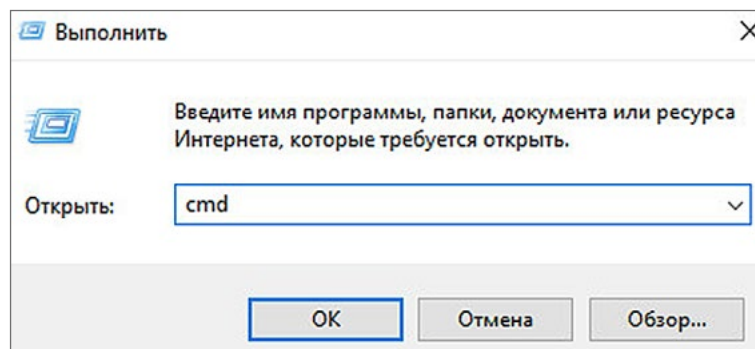 Выполнить
Введите имя программы, папки, документа или ресурса
Интернета, которые требуется открыть.
Открыть:
cmd
OK
Отмена
Обзор...